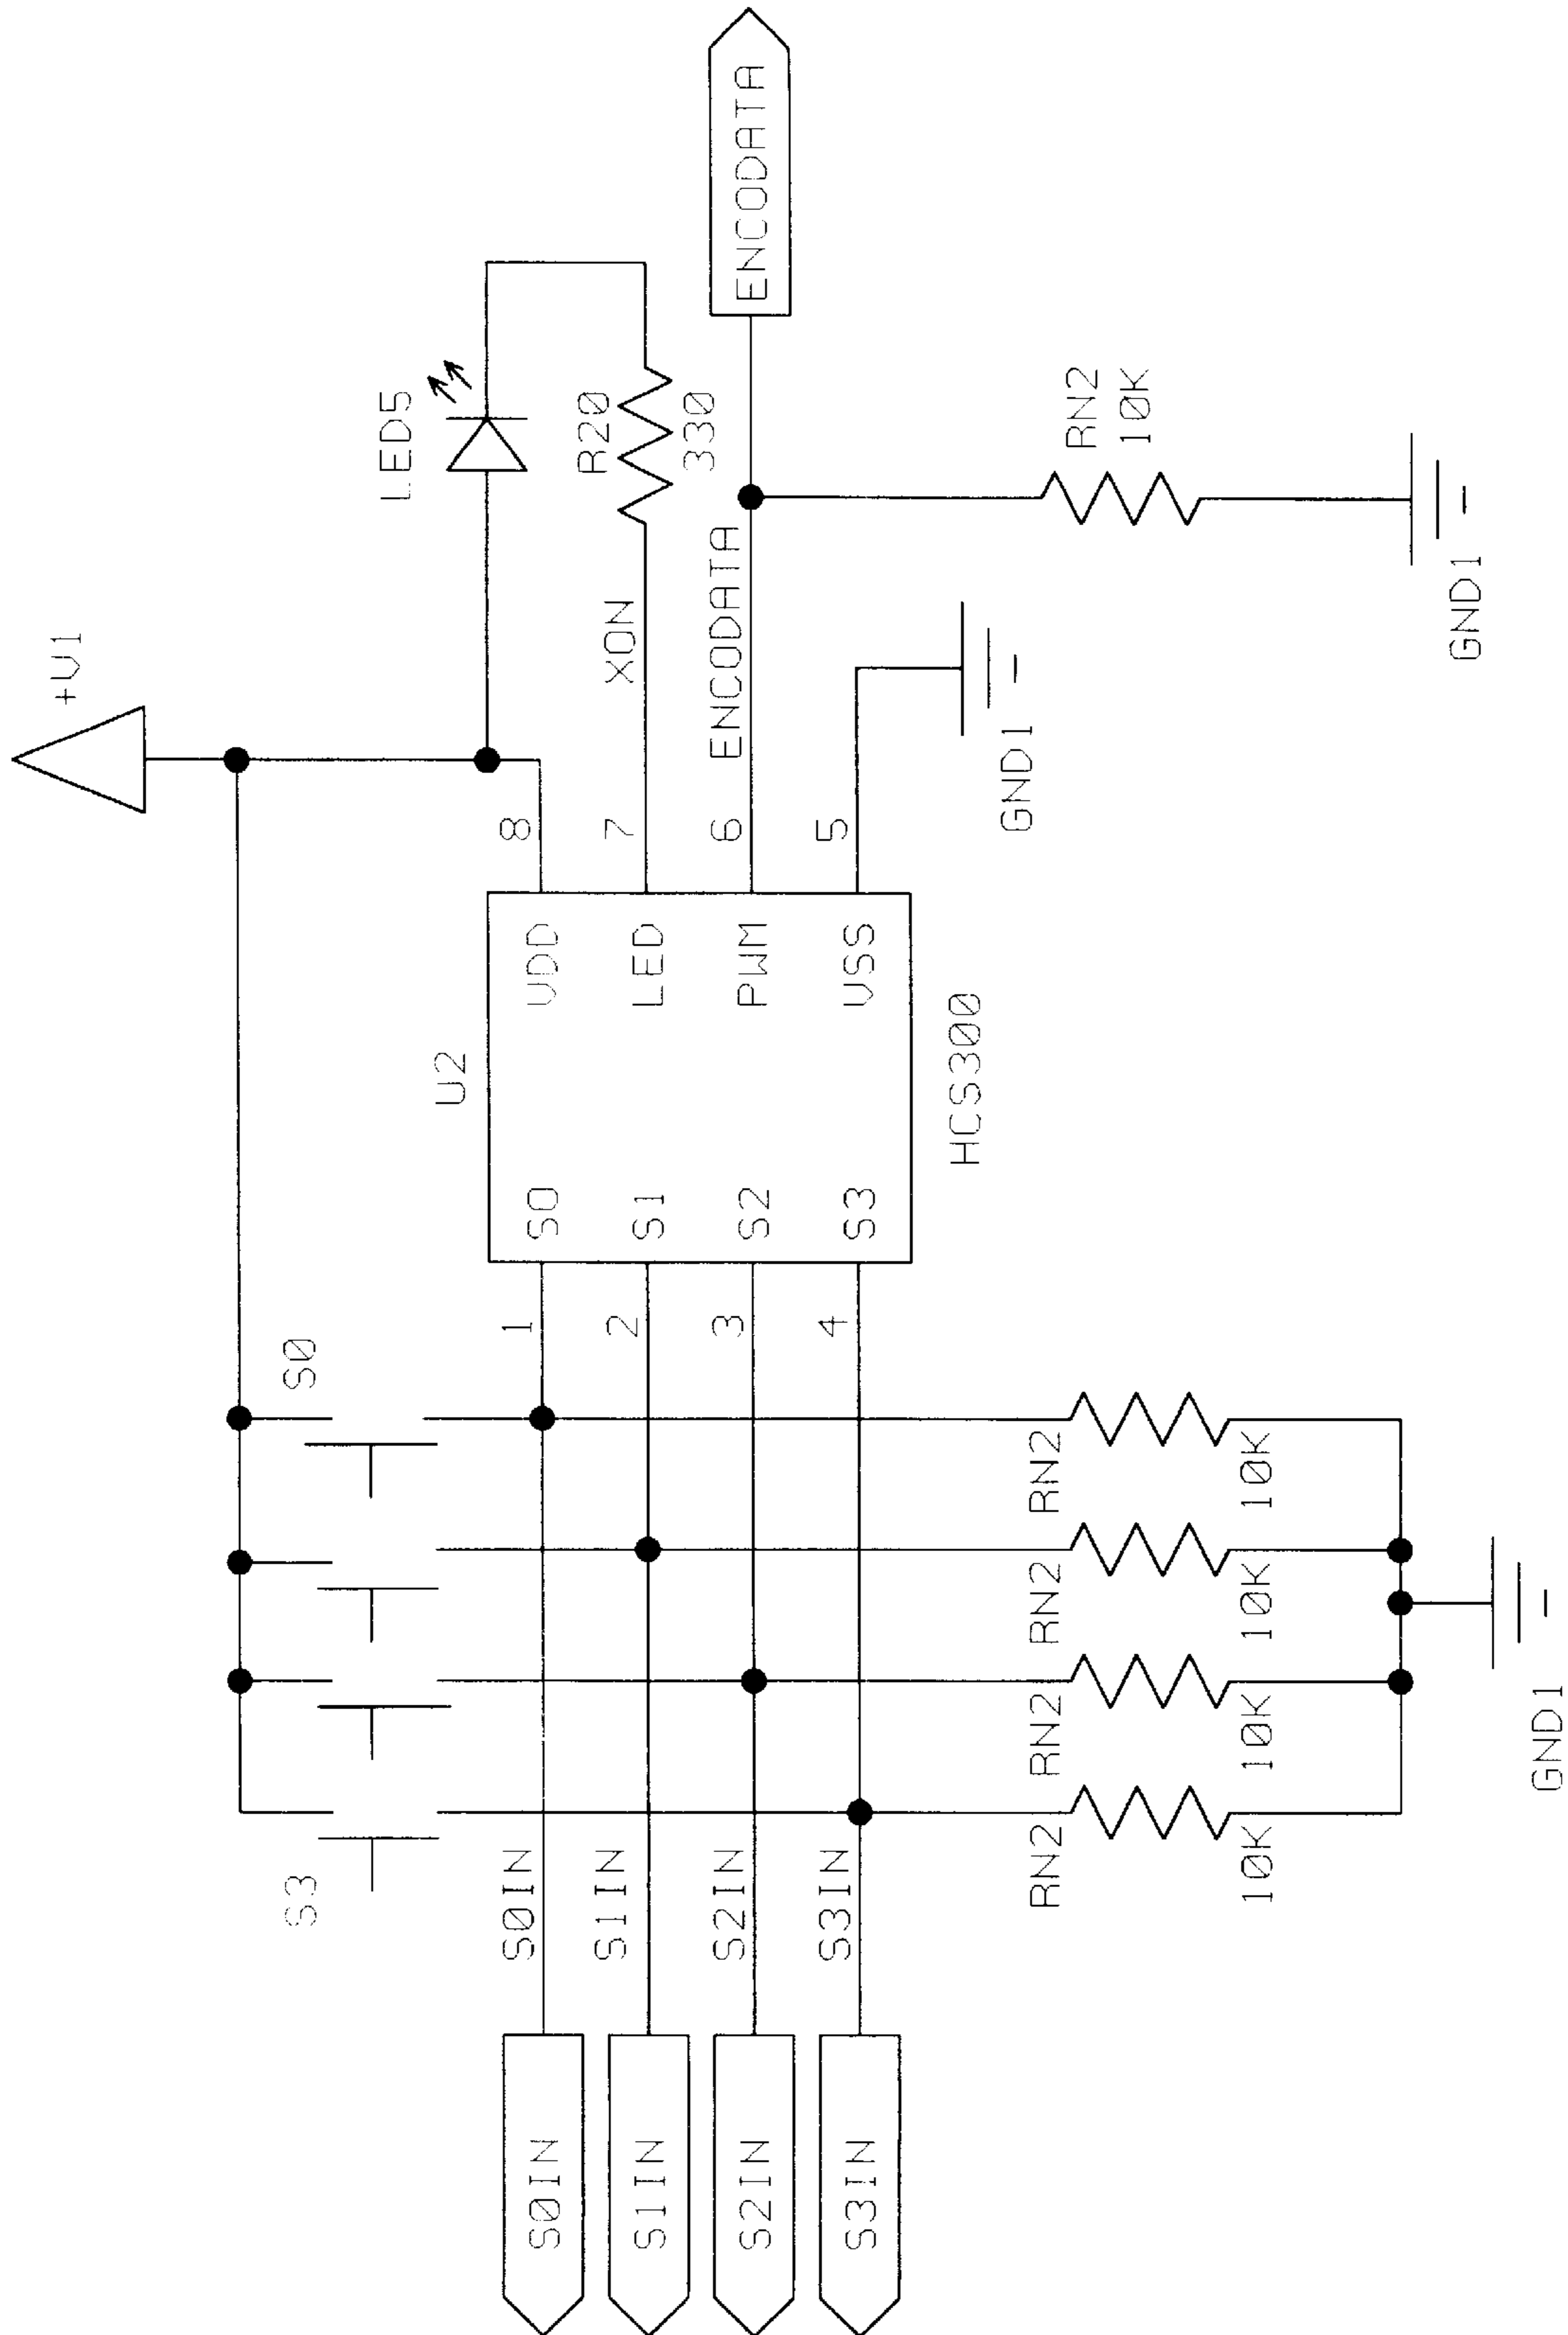 +V1
LED5
R20
330
XON
ENCODATA
ENCODATA
RN2
10K
GND1
GND1
U2
HCS300
S0
S1
S2
S3
VDD
LED
PWM
VSS
1
2
3
4
8
7
6
5
S0
S3
S0IN
S1IN
S2IN
S3IN
S0IN
S1IN
S2IN
S3IN
RN2
10K
RN2
10K
RN2
10K
RN2
10K
GND1